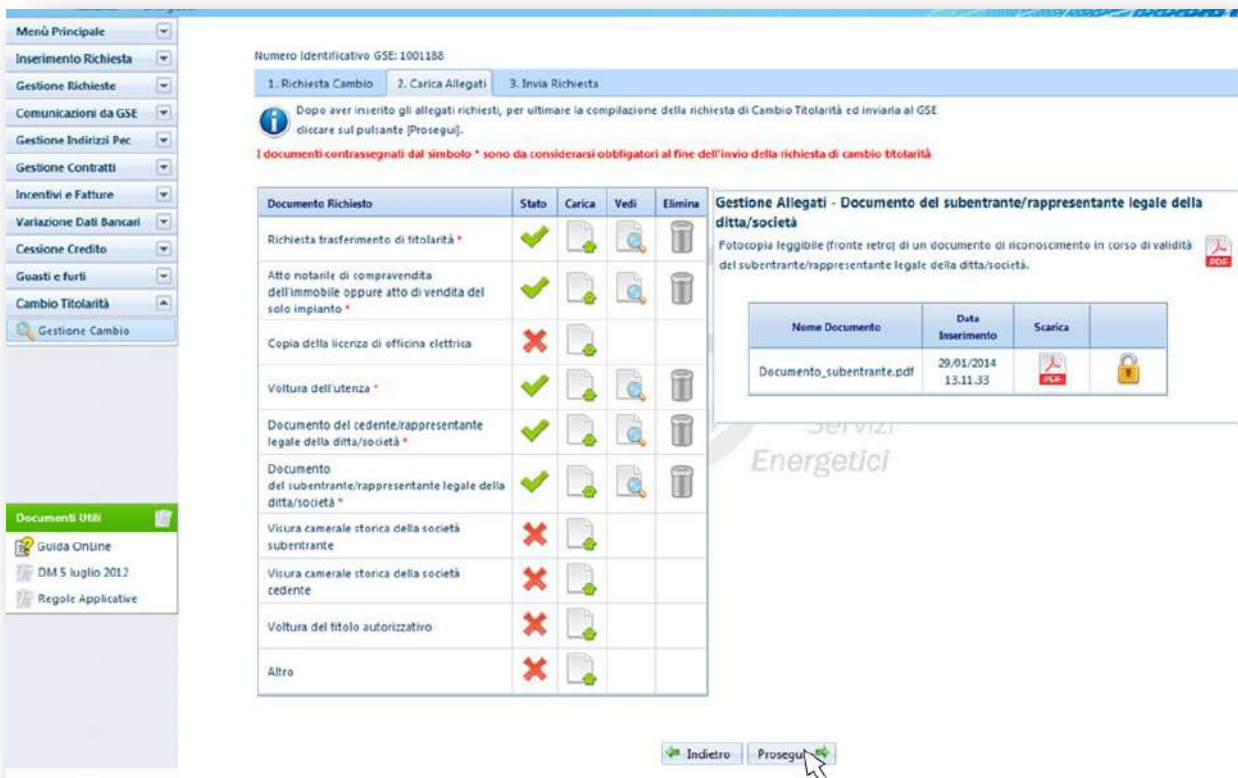 Menù Principale
Inserimento Richiesta
Gestione Richieste
Comunicazioni da GSE
Gestione Indirizzi Pec
Gestione Contratti
Incentivi e Fatture
Variazione Dati Bancari
Cessione Credito
Guasti e furti
Cambio Titolarità
Gestione Cambio
Documenti Utili
Guida OnLine
DM 5 luglio 2012
Regole Applicative
Numero Identificativo GSE: 1001188
1. Richiesta Cambio 2. Carica Allegati 3. Invia Richiesta
Dopo aver inserito gli allegati richiesti, per ultimare la compilazione della richiesta di Cambio Titolarità ed inviarla al GSE
cliccare sul pulsante [Prosegui].
I documenti contrassegnati dal simbolo * sono da considerarsi obbligatori al fine dell'invio della richiesta di cambio titolarità
Documento Richiesto Stato Carica Vedi Elimina
Richiesta trasferimento di titolarità *
Atto notarile di compravendita
dell'immobile oppure atto di vendita del
solo impianto *
Copia della licenza di officina elettrica
Voltura dell'utenza *
Documento del cedente/rappresentante
legale della ditta/società *
Documento
del subentrante/rappresentante legale della
ditta/società *
Visura camerale storica della società
subentrante
Visura camerale storica della società
cedente
Voltura del titolo autorizzativo
Altro
Gestione Allegati - Documento del subentrante/rappresentante legale della
ditta/società
Fotocopia leggibile (fronte retro) di un documento di riconoscimento in corso di validità
del subentrante/rappresentante legale della ditta/società.
PDF
Nome Documento Data Inserimento Scarica
Documento_subentrante.pdf 29/01/2014
13.11.33
PDF
Servizi
Energetici
Indietro Prosegui